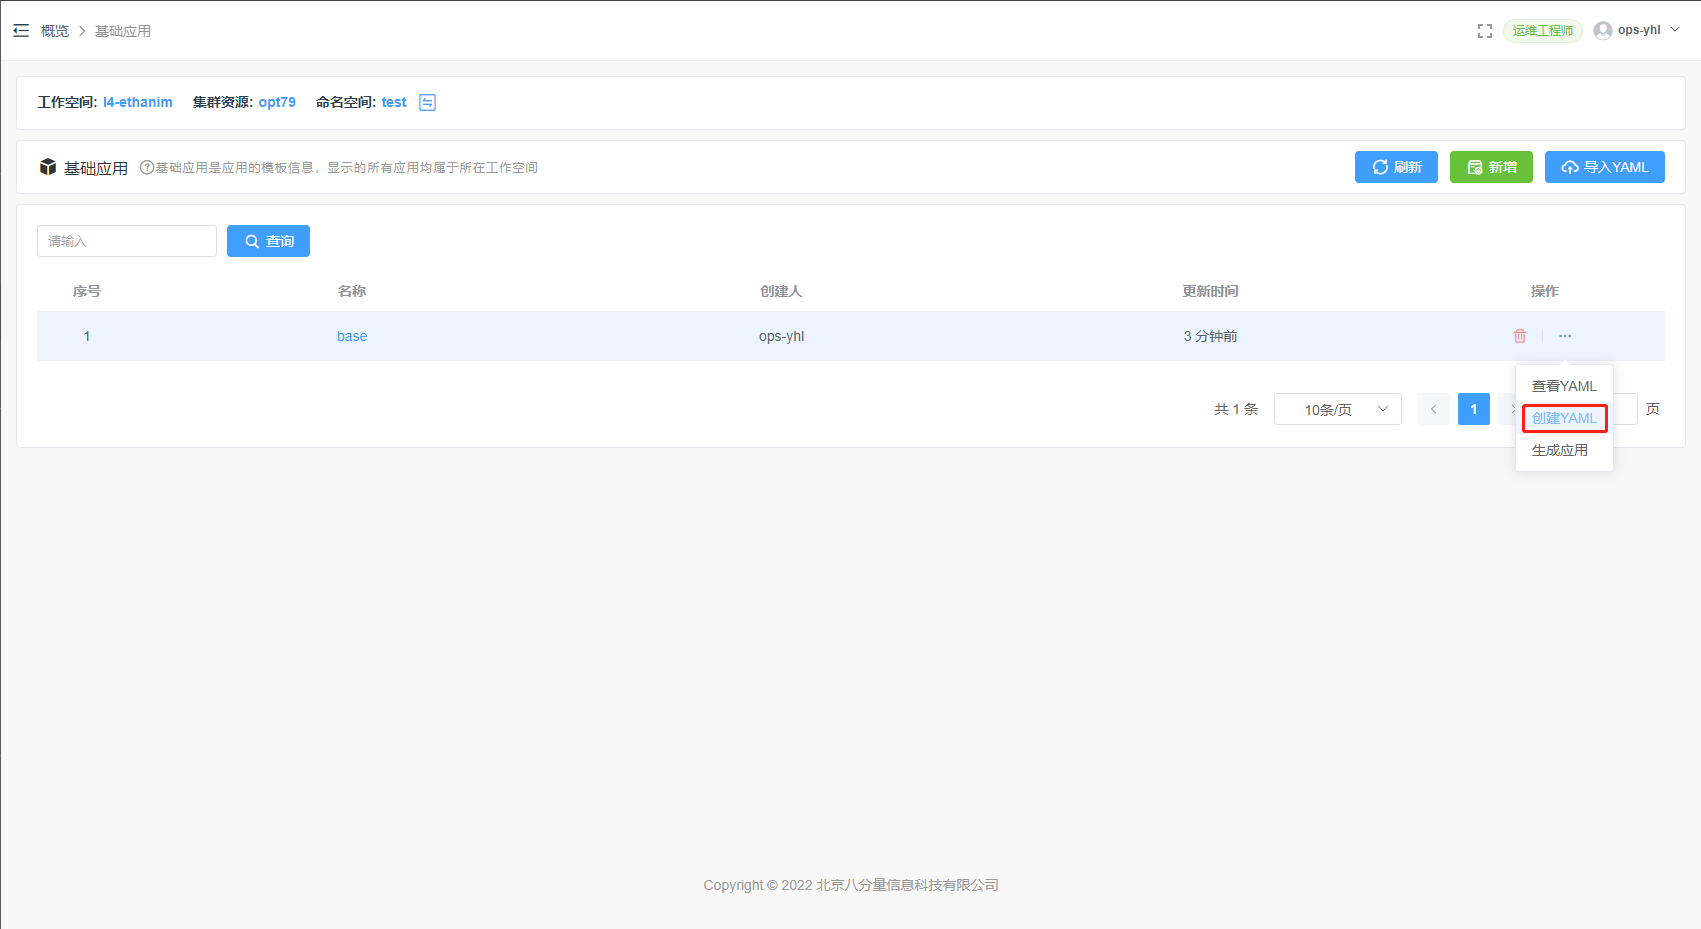 概览 > 基础应用
运维工程师 ops-yhl
工作空间: l4-ethanim 集群资源: opt79 命名空间: test
基础应用 ?基础应用是应用的模板信息，显示的所有应用均属于所在工作空间
刷新 新增 导入YAML
请输入 查询
序号 名称 创建人 更新时间 操作
1 base ops-yhl 3 分钟前
查看YAML
创建YAML
生成应用
共 1 条 10条/页 1 页
Copyright © 2022 北京八分量信息科技有限公司